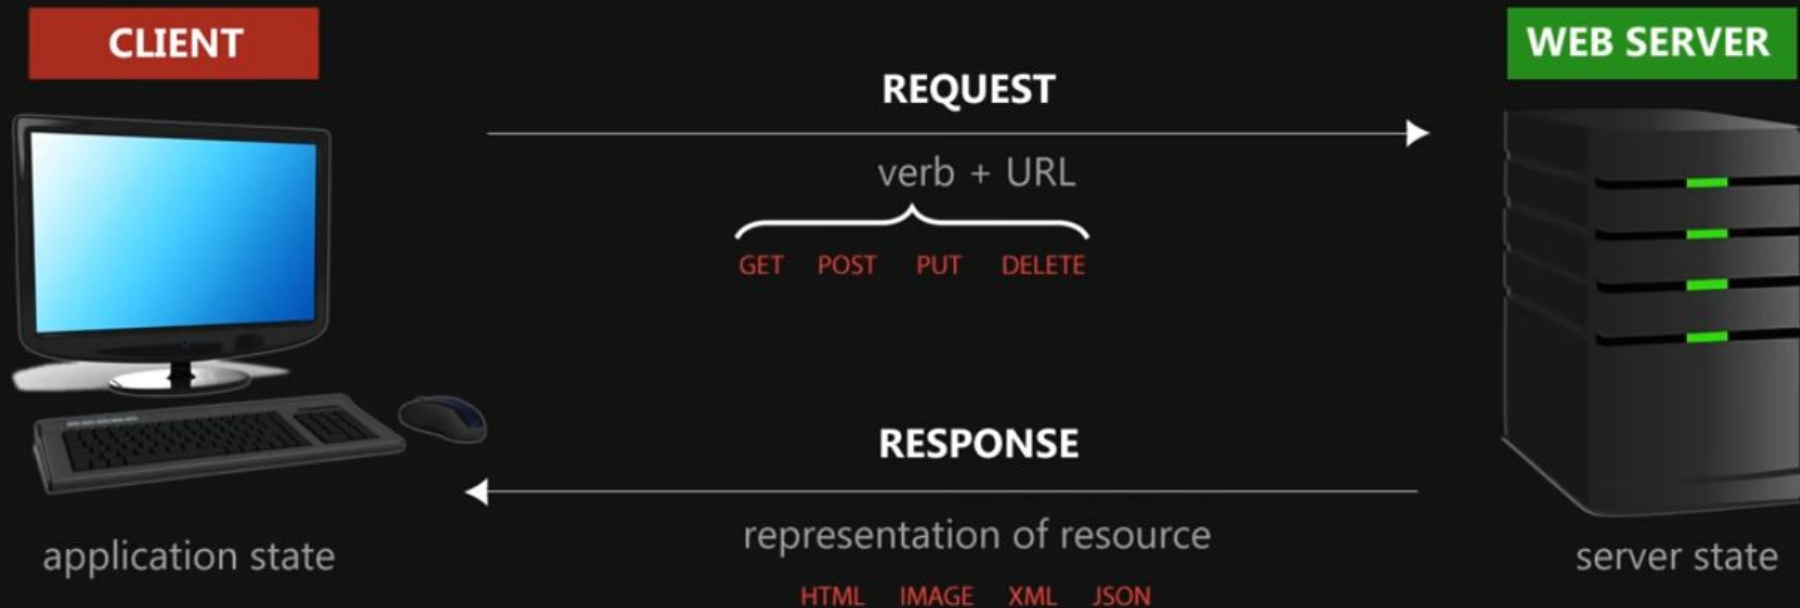 CLIENT
WEB SERVER
REQUEST
verb + URL
GET POST PUT DELETE
RESPONSE
representation of resource
HTML IMAGE XML JSON
application state
server state